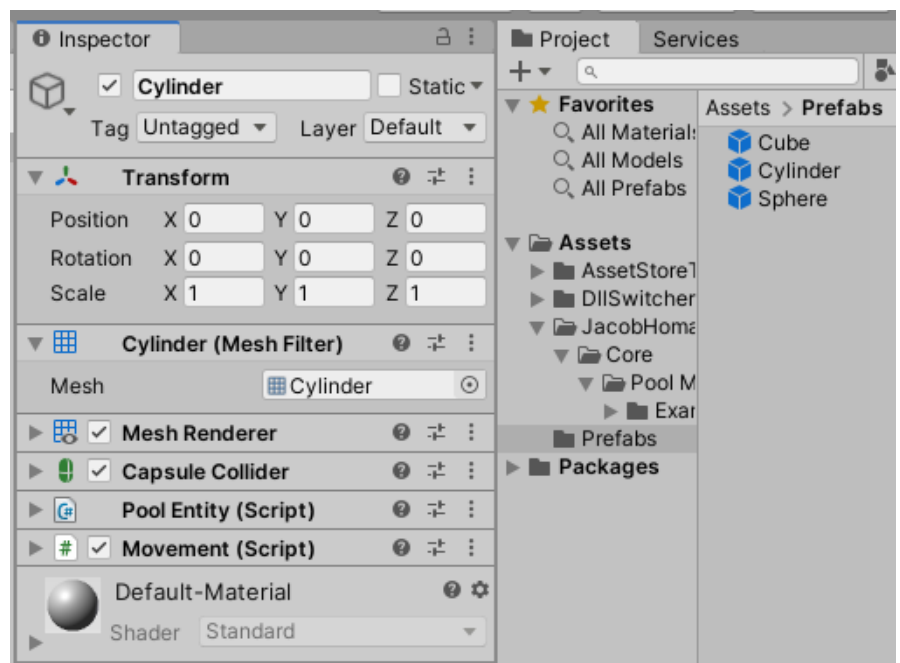 Inspector
Cylinder
Static
Tag Untagged Layer Default
Transform
Position X 0 Y 0 Z 0
Rotation X 0 Y 0 Z 0
Scale X 1 Y 1 Z 1
Cylinder (Mesh Filter)
Mesh Cylinder
Mesh Renderer
Capsule Collider
Pool Entity (Script)
Movement (Script)
Default-Material
Shader Standard
Project Services
Favorites
All Materials
All Models
All Prefabs
Assets
AssetStoreT
DllSwitcher
JacobHoma
Core
Pool M
Exar
Prefabs
Packages
Assets > Prefabs
Cube
Cylinder
Sphere